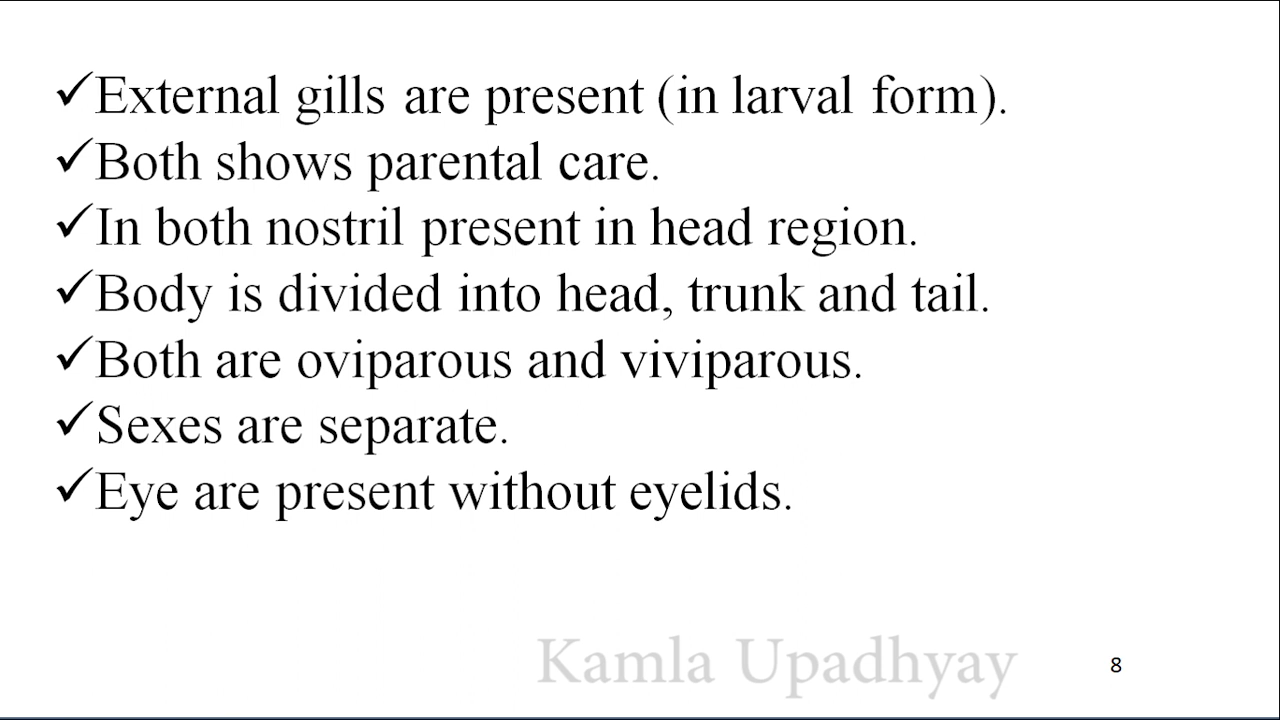 ✓External gills are present (in larval form).
✓Both shows parental care.
✓In both nostril present in head region.
✓Body is divided into head, trunk and tail.
✓Both are oviparous and viviparous.
✓Sexes are separate.
✓Eye are present without eyelids.
Kamla Upadhyay
8